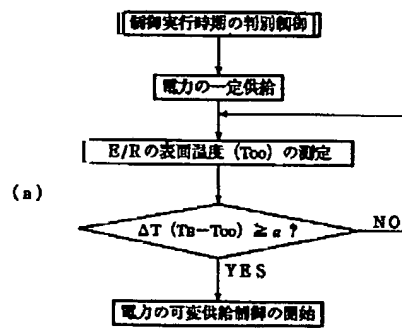 制御実行時期の判別制御
電力の一定供給
E/Rの表面温度（Too）の測定
(a)
ΔT（TB－Too）≧α？
NO
YES
電力の可変供給制御の開始